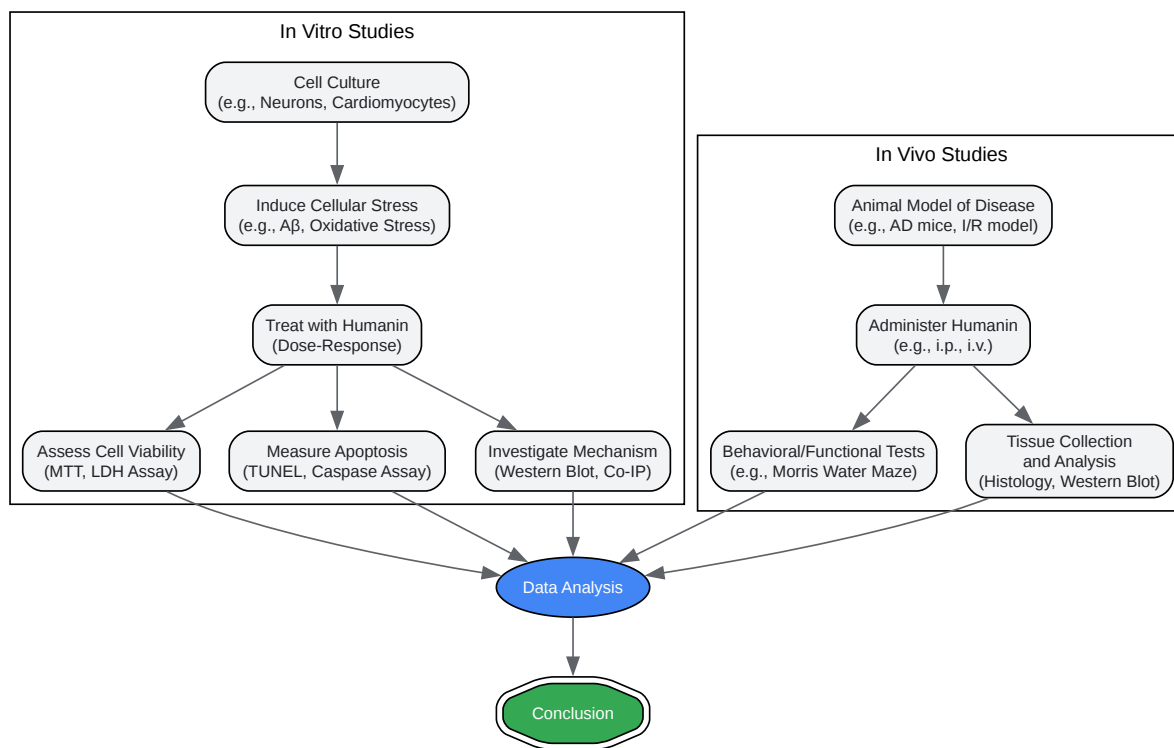 In Vitro Studies
Cell Culture
(e.g., Neurons, Cardiomyocytes)
Induce Cellular Stress
(e.g., Aβ, Oxidative Stress)
Treat with Humanin
(Dose-Response)
Assess Cell Viability
(MTT, LDH Assay)
Measure Apoptosis
(TUNEL, Caspase Assay)
Investigate Mechanism
(Western Blot, Co-IP)
In Vivo Studies
Animal Model of Disease
(e.g., AD mice, I/R model)
Administer Humanin
(e.g., i.p., i.v.)
Behavioral/Functional Tests
(e.g., Morris Water Maze)
Tissue Collection
and Analysis
(Histology, Western Blot)
Data Analysis
Conclusion